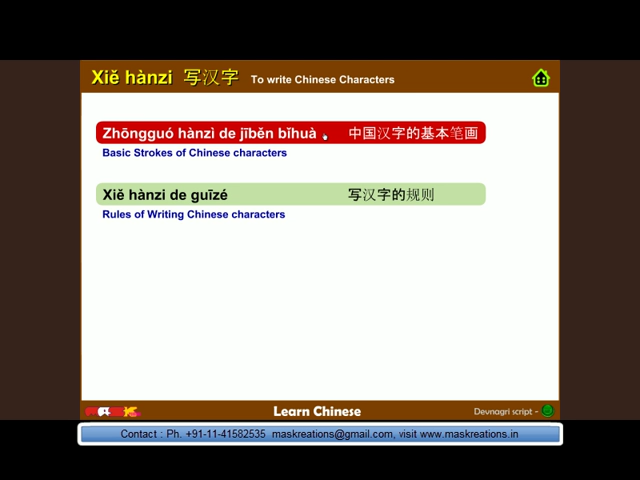 Xiě hànzi 写汉字 To write Chinese Characters
Zhōngguó hànzì de jīběn bǐhuà 中国汉字的基本笔画
Basic Strokes of Chinese characters
Xiě hànzi de guīzé 写汉字的规则
Rules of Writing Chinese characters
Learn Chinese Devnagri script -
Contact : Ph. +91-11-41582535 maskreations@gmail.com, visit www.maskreations.in